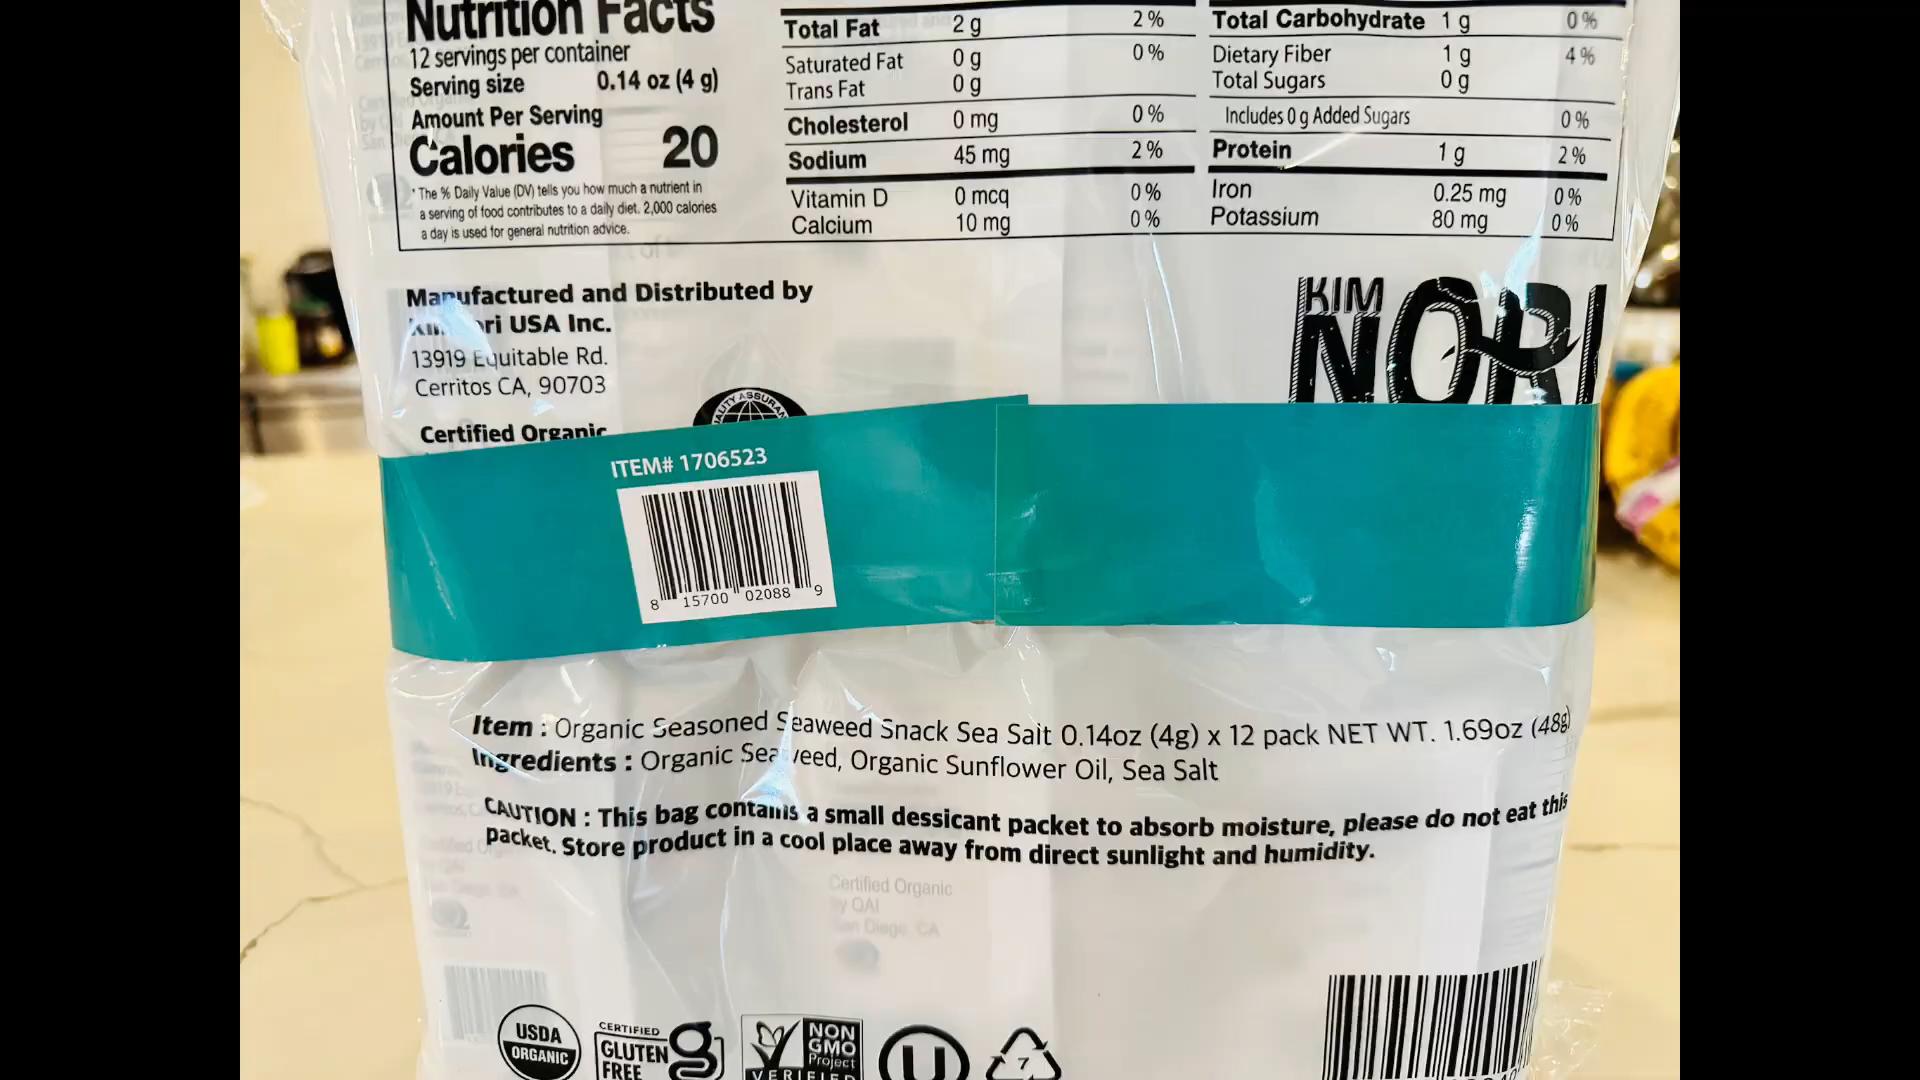 Nutrition Facts
12 servings per container
Serving size 0.14 oz (4 g)
Amount Per Serving
Calories 20
* The % Daily Value (DV) tells you how much a nutrient in
a serving of food contributes to a daily diet. 2,000 calories
a day is used for general nutrition advice.
Total Fat 2 g 2 %
Saturated Fat 0 g 0 %
Trans Fat 0 g
Cholesterol 0 mg 0 %
Sodium 45 mg 2 %
Vitamin D 0 mcg 0 %
Calcium 10 mg 0 %
Total Carbohydrate 1 g 0 %
Dietary Fiber 1 g 4 %
Total Sugars 0 g
Includes 0 g Added Sugars 0 %
Protein 1 g 2 %
Iron 0.25 mg 0 %
Potassium 80 mg 0 %
Manufactured and Distributed by
USA Inc.
13919 Equitable Rd.
Cerritos CA, 90703
Certified Organic
KIM
NORI
ITEM# 1706523
8 15700 02088 9
Item : Organic Seasoned Seaweed Snack Sea Salt 0.14oz (4g) x 12 pack NET WT. 1.69oz (48g)
Ingredients : Organic Seaweed, Organic Sunflower Oil, Sea Salt
CAUTION : This bag contains a small dessicant packet to absorb moisture, please do not eat this
packet. Store product in a cool place away from direct sunlight and humidity.
Certified Organic
by QAI
San Diego, CA
USDA
ORGANIC
CERTIFIED
GLUTEN
FREE
NON
GMO
Project
VERIFIED
U
7